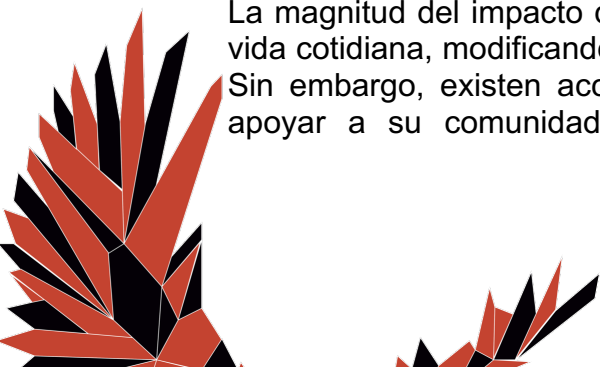 La magnitud del impacto
vida cotidiana, modificando
Sin embargo, existen
apoyar a su comunidad